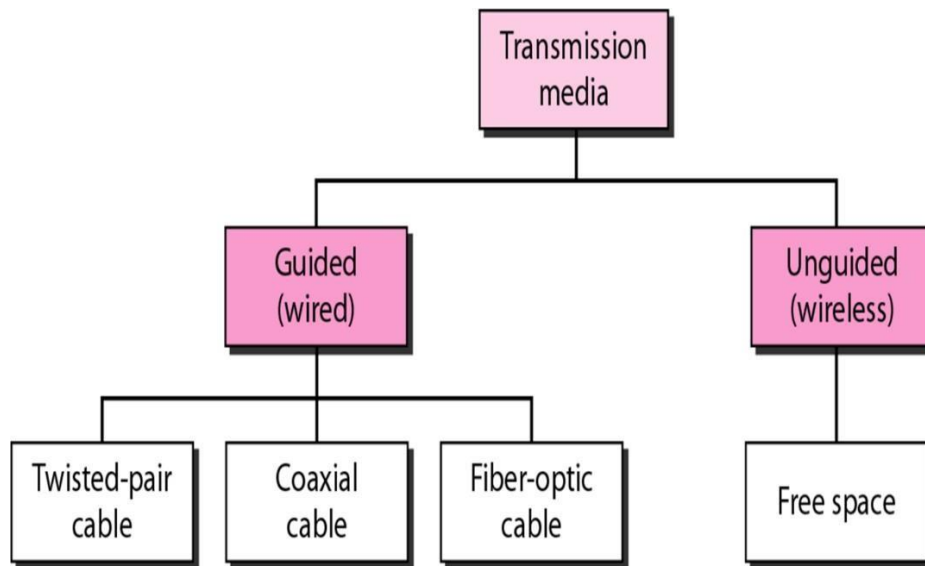 Transmission
media
Guided
(wired)
Unguided
(wireless)
Twisted-pair
cable
Coaxial
cable
Fiber-optic
cable
Free space